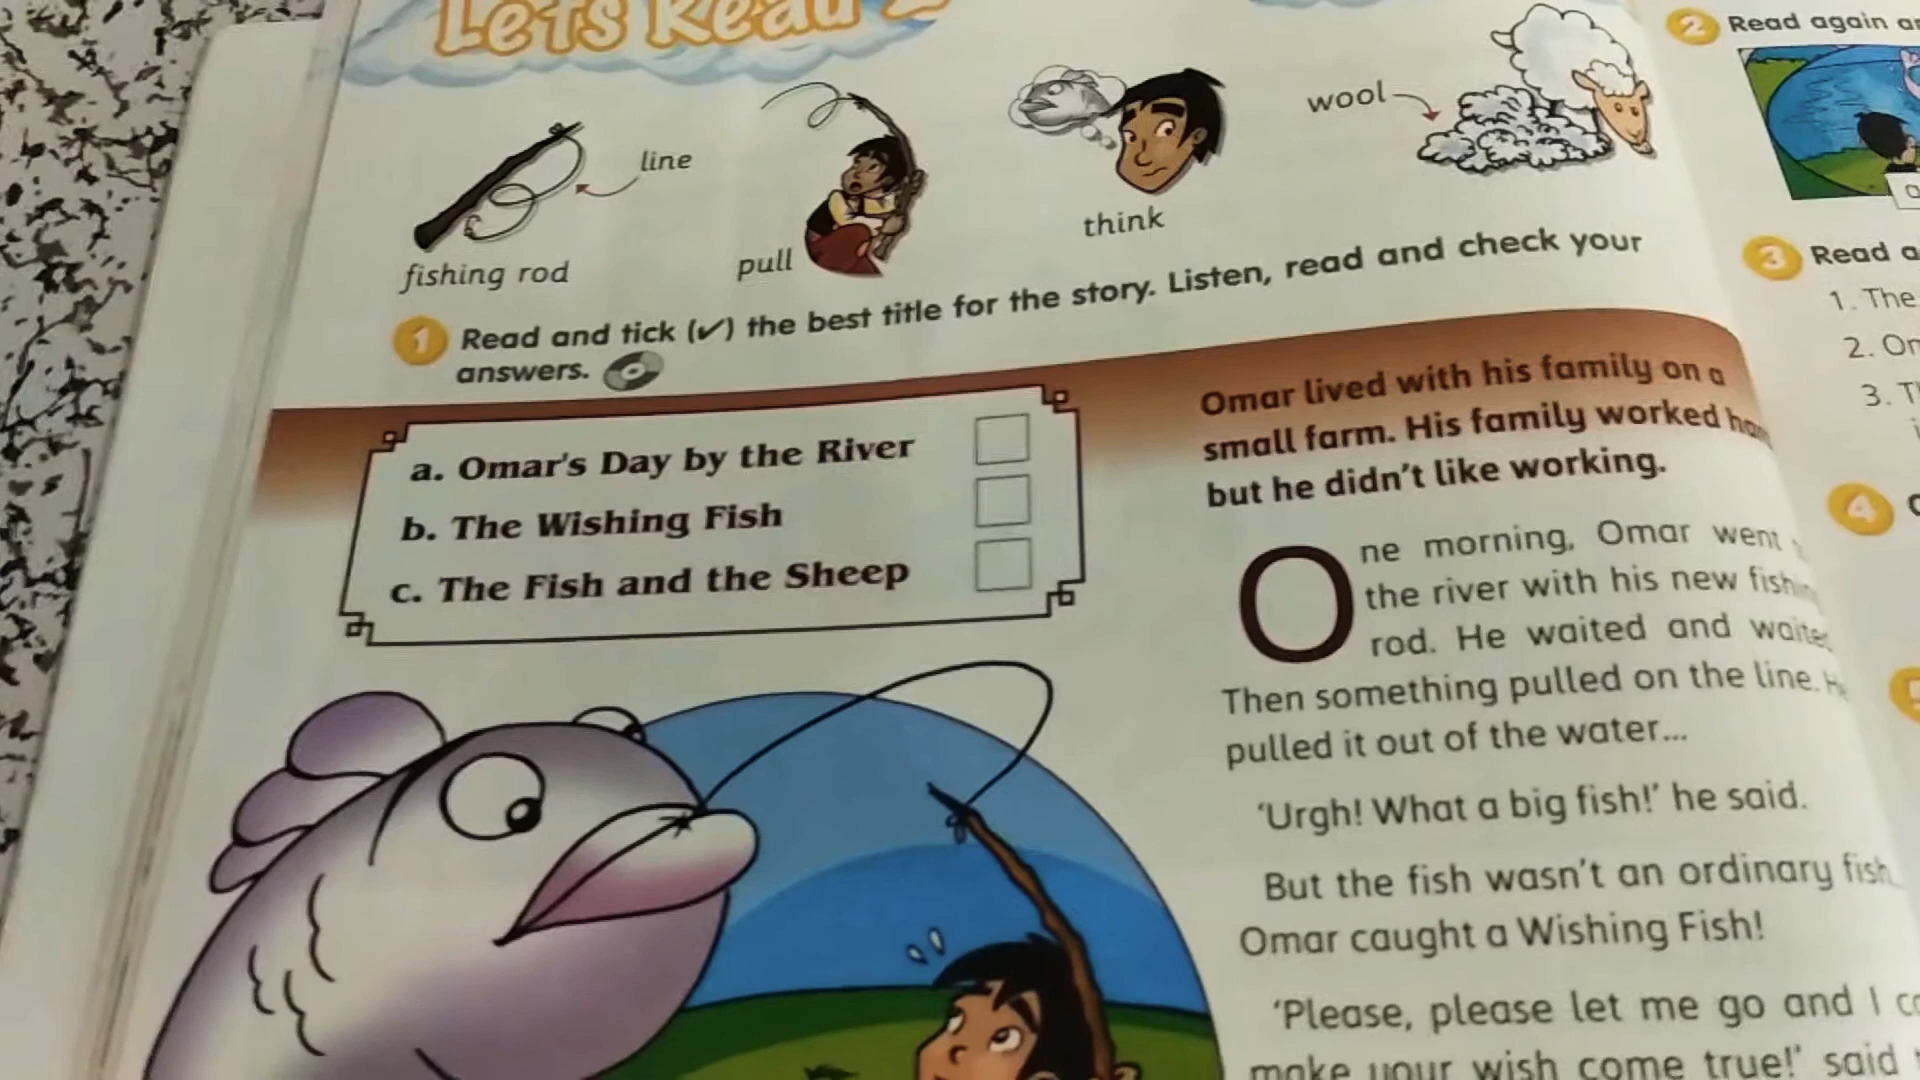 Let's Read 2
line
fishing rod
pull
think
wool
1 Read and tick (✔) the best title for the story. Listen, read and check your
answers.
a. Omar's Day by the River
b. The Wishing Fish
c. The Fish and the Sheep
Omar lived with his family on a
small farm. His family worked
but he didn't like working.
One morning, Omar went
the river with his new
rod. He waited and
Then something pulled on the line.
pulled it out of the water...
'Urgh! What a big fish!' he said.
But the fish wasn't an ordinary fish.
Omar caught a Wishing Fish!
'Please, please let me go and I
make your wish come true!' said
2 Read again
3 Read
1. The
2.
3.
4